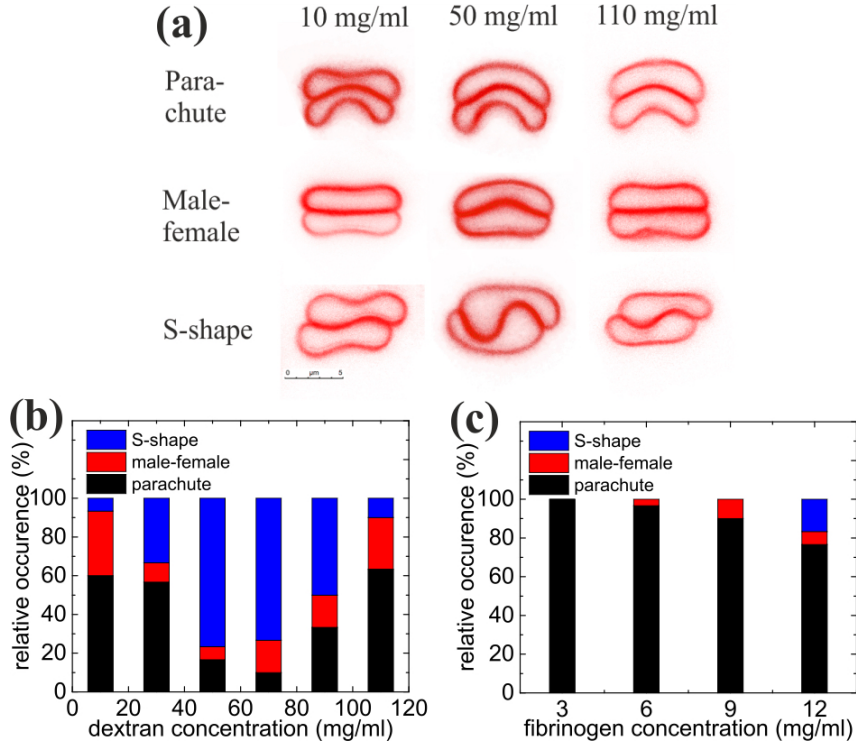 (a)
10 mg/ml 50 mg/ml 110 mg/ml
Para-
chute
Male-
female
S-shape
0 µm 5
(b)
S-shape
male-female
parachute
relative occurence (%)
100
80
60
40
20
0
0 20 40 60 80 100 120
dextran concentration (mg/ml)
(c)
S-shape
male-female
parachute
relative occurence (%)
100
80
60
40
20
0
3 6 9 12
fibrinogen concentration (mg/ml)